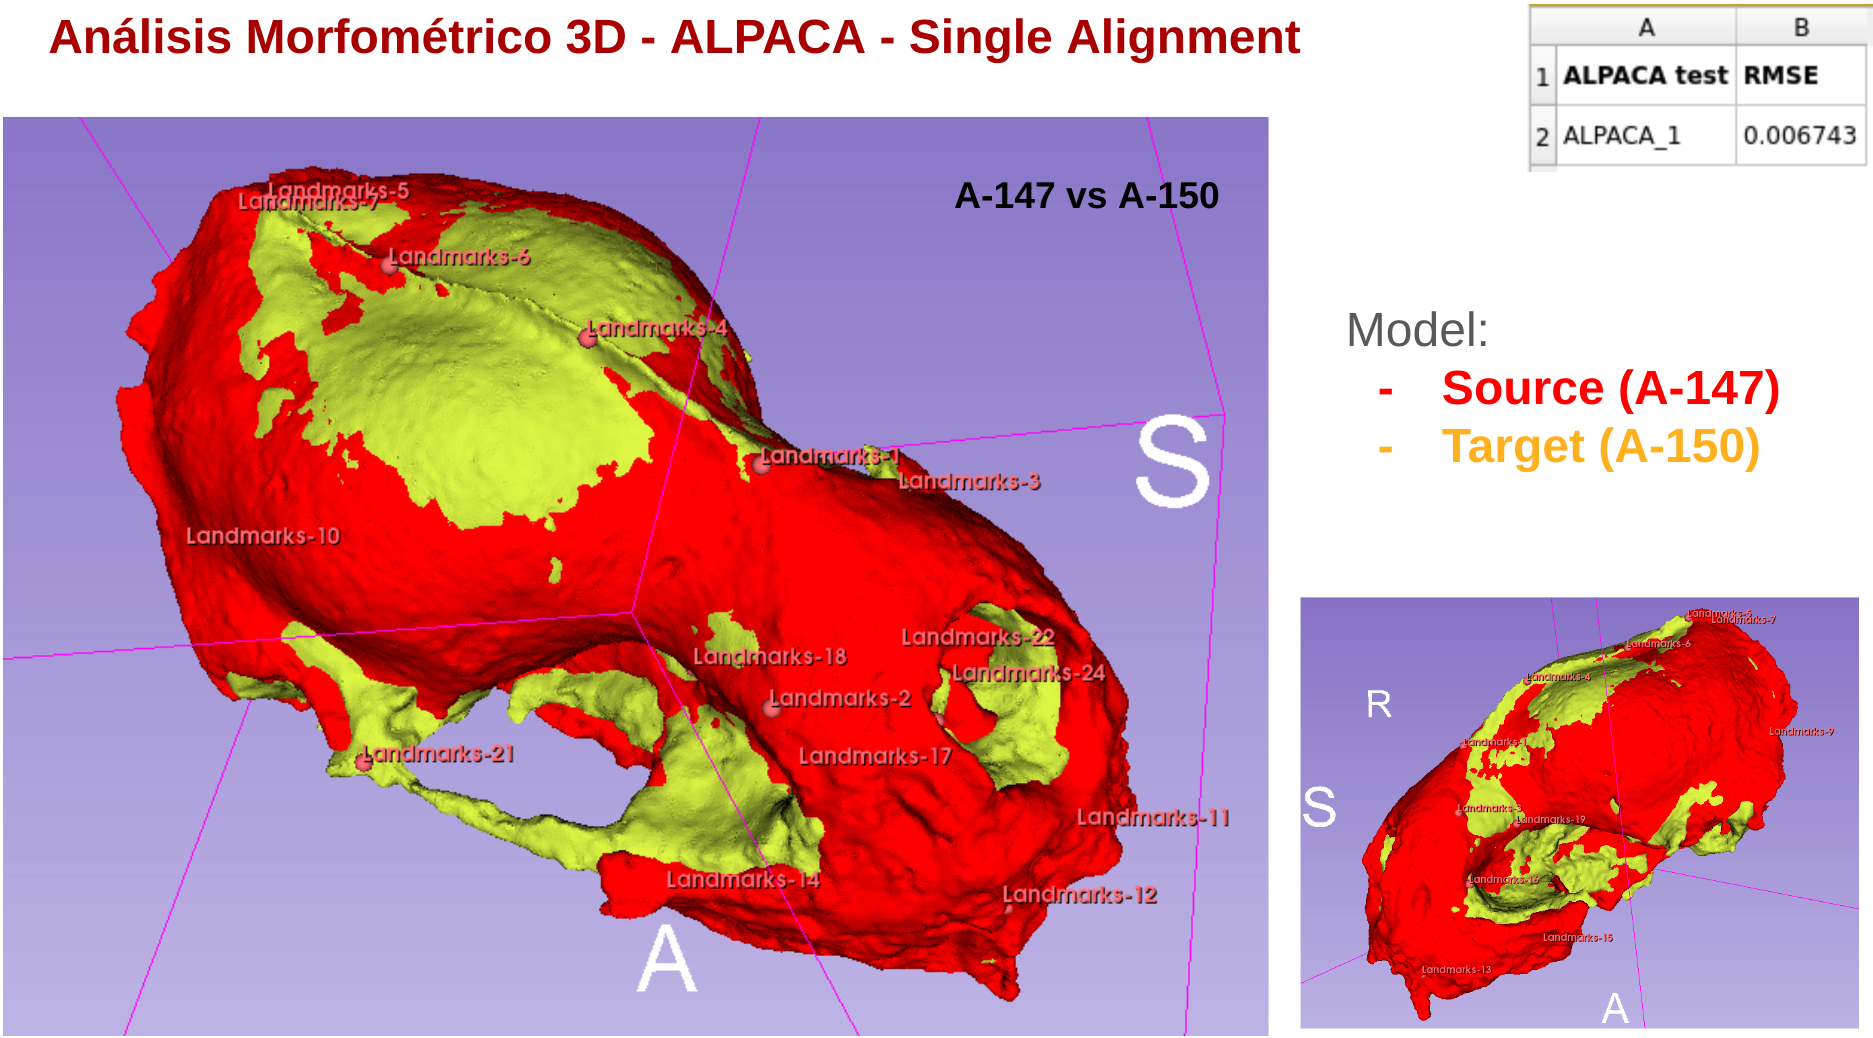 Análisis Morfométrico 3D - ALPACA - Single Alignment
A B
1 ALPACA test RMSE
2 ALPACA_1 0.006743
A-147 vs A-150
Landmarks-5
Landmarks-7
Landmarks-6
Landmarks-4
Landmarks-1
Landmarks-3
S
Landmarks-10
Landmarks-22
Landmarks-18
Landmarks-24
Landmarks-2
Landmarks-21
Landmarks-17
Landmarks-11
Landmarks-14
Landmarks-12
A
Model:
- Source (A-147)
- Target (A-150)
Landmarks-5
Landmarks-7
Landmarks-6
Landmarks-4
R
Landmarks-9
Landmarks-1
S
Landmarks-3
Landmarks-19
Landmarks-16
Landmarks-15
Landmarks-13
A